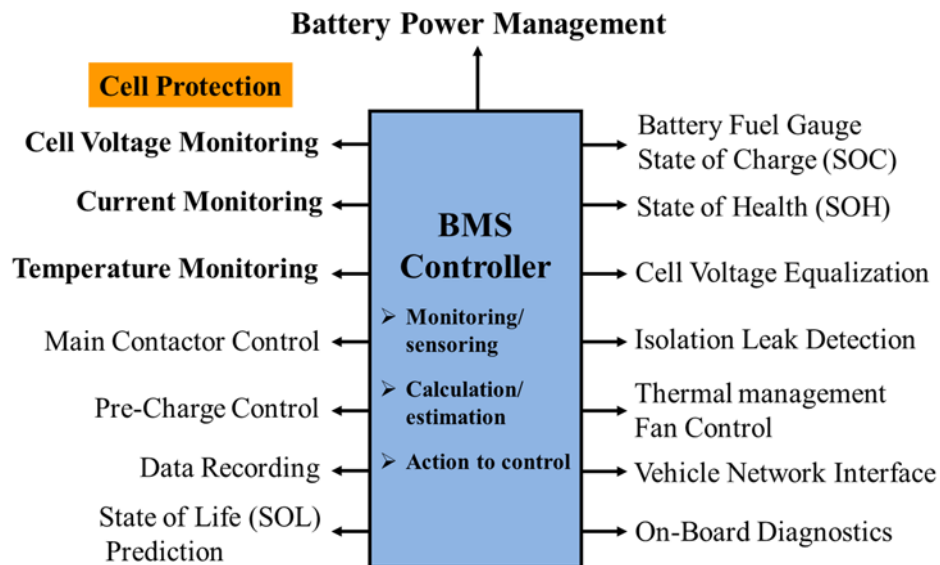 Battery Power Management
Cell Protection
Cell Voltage Monitoring
Current Monitoring
Temperature Monitoring
Main Contactor Control
Pre-Charge Control
Data Recording
State of Life (SOL)
Prediction
BMS
Controller
➢ Monitoring/
sensoring
➢ Calculation/
estimation
➢ Action to control
Battery Fuel Gauge
State of Charge (SOC)
State of Health (SOH)
Cell Voltage Equalization
Isolation Leak Detection
Thermal management
Fan Control
Vehicle Network Interface
On-Board Diagnostics